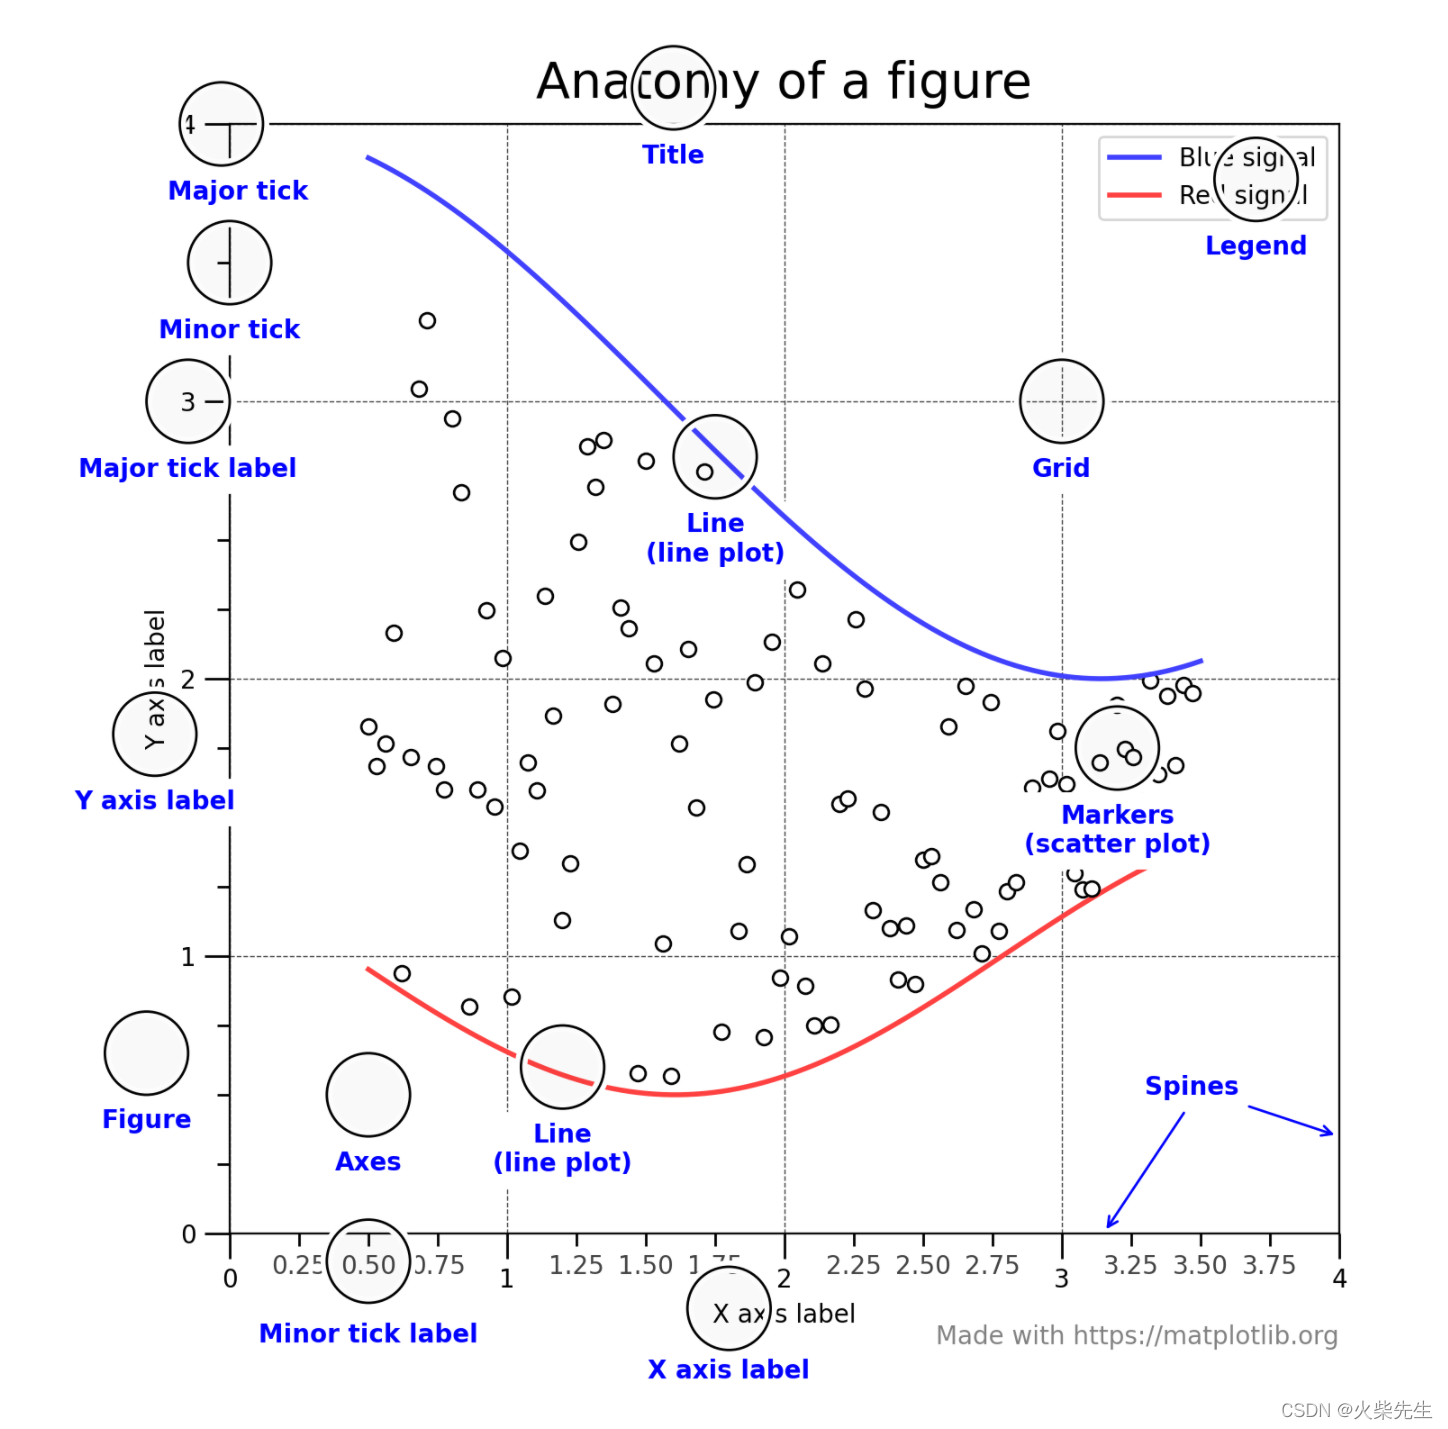 Anatomy of a figure
Title
4
Major tick
Blue signal
Red signal
Legend
Minor tick
3
Major tick label
Grid
Line
(line plot)
Y axis label
2
Y axis label
Markers
(scatter plot)
1
Figure
Axes
Line
(line plot)
Spines
0
0 0.25 0.50 0.75 1 1.25 1.50 1.75 2 2.25 2.50 2.75 3 3.25 3.50 3.75 4
Minor tick label
X axis label
X axis label
Made with https://matplotlib.org
CSDN @火柴先生